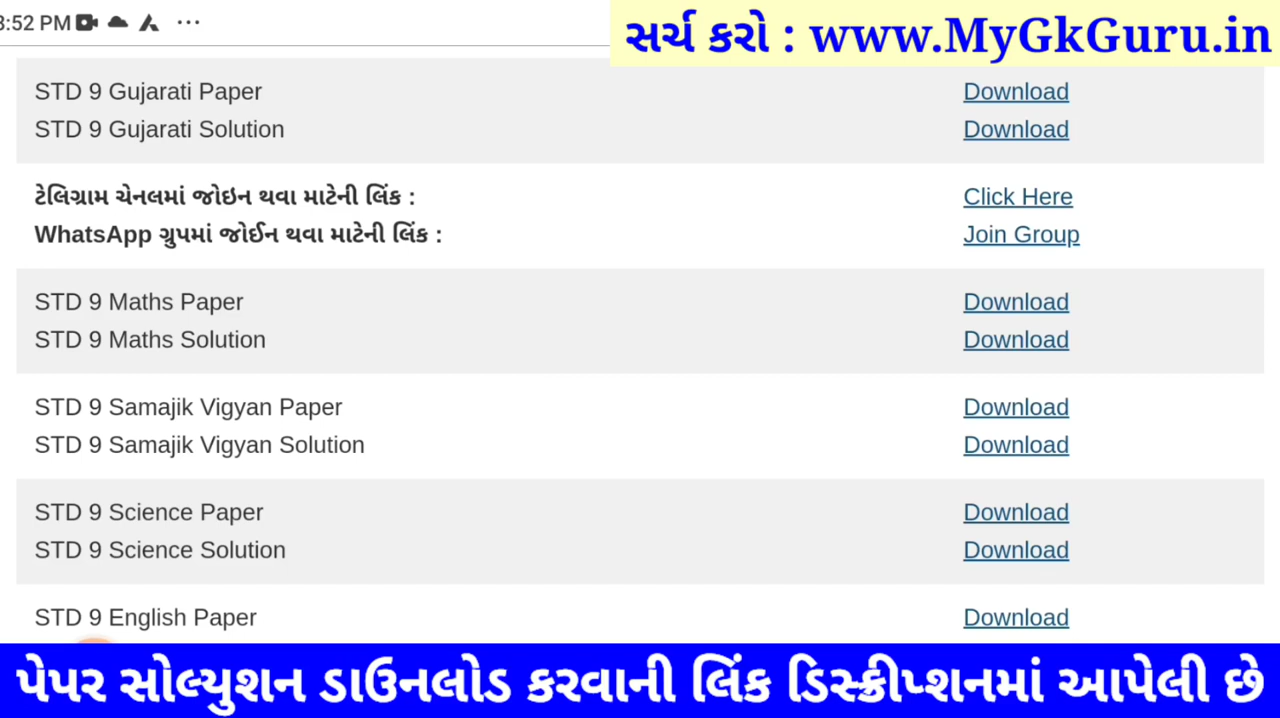 3:52 PM ...
સર્ચ કરો : www.MyGkGuru.in
STD 9 Gujarati Paper Download
STD 9 Gujarati Solution Download
ટેલિગ્રામ ચેનલમાં જોઇન થવા માટેની લિંક : Click Here
WhatsApp ગ્રુપમાં જોઈન થવા માટેની લિંક : Join Group
STD 9 Maths Paper Download
STD 9 Maths Solution Download
STD 9 Samajik Vigyan Paper Download
STD 9 Samajik Vigyan Solution Download
STD 9 Science Paper Download
STD 9 Science Solution Download
STD 9 English Paper Download
પેપર સોલ્યુશન ડાઉનલોડ કરવાની લિંક ડિસ્ક્રીપ્શનમાં આપેલી છે